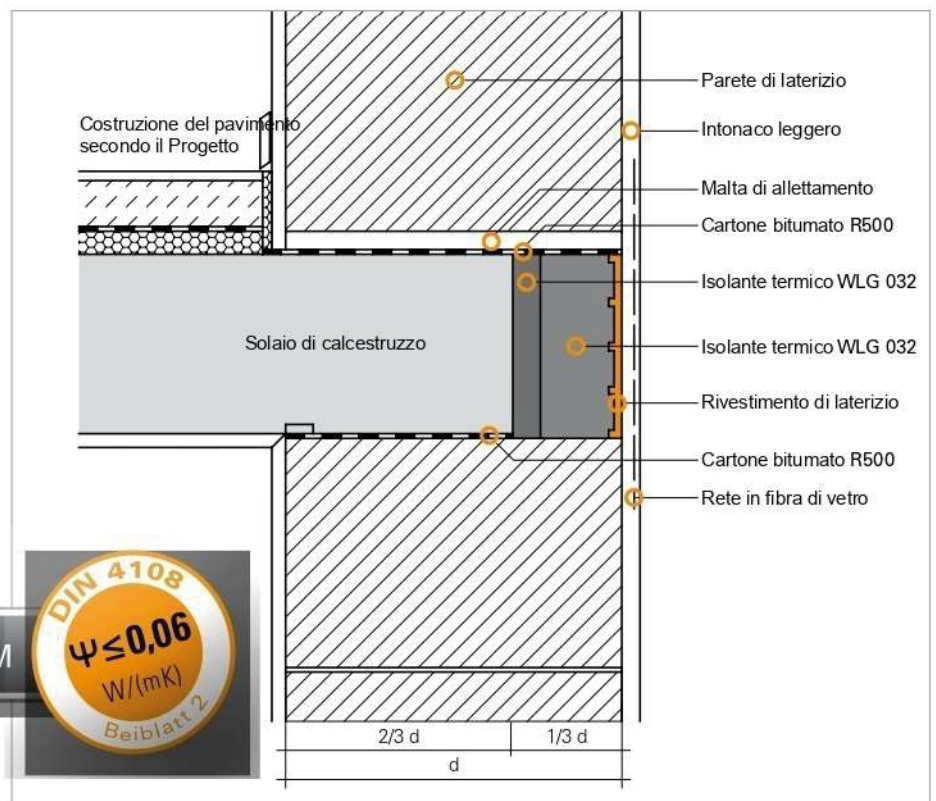 Costruzione del pavimento
secondo il Progetto
Parete di laterizio
Intonaco leggero
Malta di allettamento
Cartone bitumato R500
Isolante termico WLG 032
Solaio di calcestruzzo
Isolante termico WLG 032
Rivestimento di laterizio
Cartone bitumato R500
Rete in fibra di vetro
DIN 4108
Ψ≤0,06
W/(mK)
Beiblatt 2
M
2/3 d
1/3 d
d